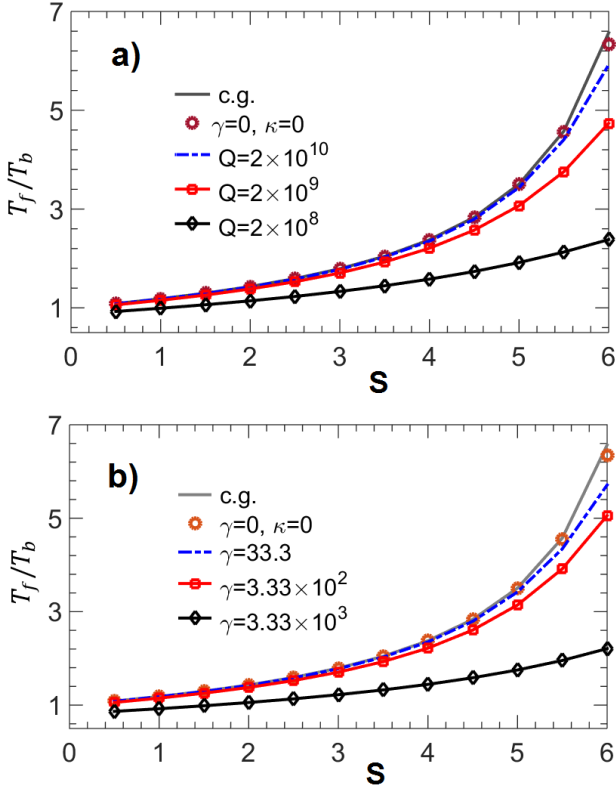 a)
7
5
3
1
T_f/T_b
c.g.
γ=0, κ=0
Q=2×10^10
Q=2×10^9
Q=2×10^8
0 1 2 3 4 5 6
S
b)
7
5
3
1
T_f/T_b
c.g.
γ=0, κ=0
γ=33.3
γ=3.33×10^2
γ=3.33×10^3
0 1 2 3 4 5 6
S